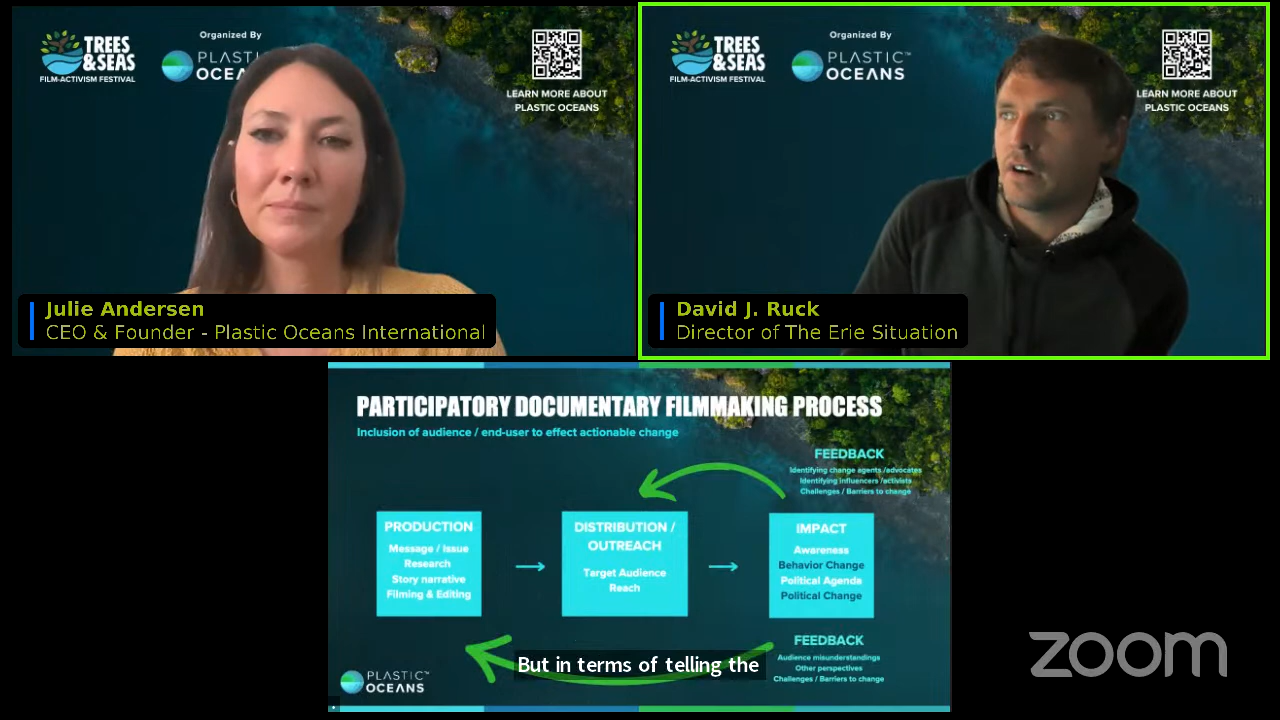 TREES
& SEAS
FILM-ACTIVISM FESTIVAL
Organized By
PLASTI
OCEA
LEARN MORE ABOUT
PLASTIC OCEANS
Julie Andersen
CEO & Founder - Plastic Oceans International
TREES
& SEAS
FILM-ACTIVISM FESTIVAL
Organized By
PLASTIC™
OCEANS
LEARN MORE ABOUT
PLASTIC OCEANS
David J. Ruck
Director of The Erie Situation
PARTICIPATORY DOCUMENTARY FILMMAKING PROCESS
Inclusion of audience / end-user to effect actionable change
FEEDBACK
Identifying change agents /advocates
Identifying influencers /activists
Challenges / Barriers to change
PRODUCTION
Message / Issue
Research
Story narrative
Filming & Editing
DISTRIBUTION /
OUTREACH
Target Audience
Reach
IMPACT
Awareness
Behavior Change
Political Agenda
Political Change
FEEDBACK
Audience misunderstandings
Other perspectives
Challenges / Barriers to change
But in terms of telling the
PLASTIC™
OCEANS
zoom